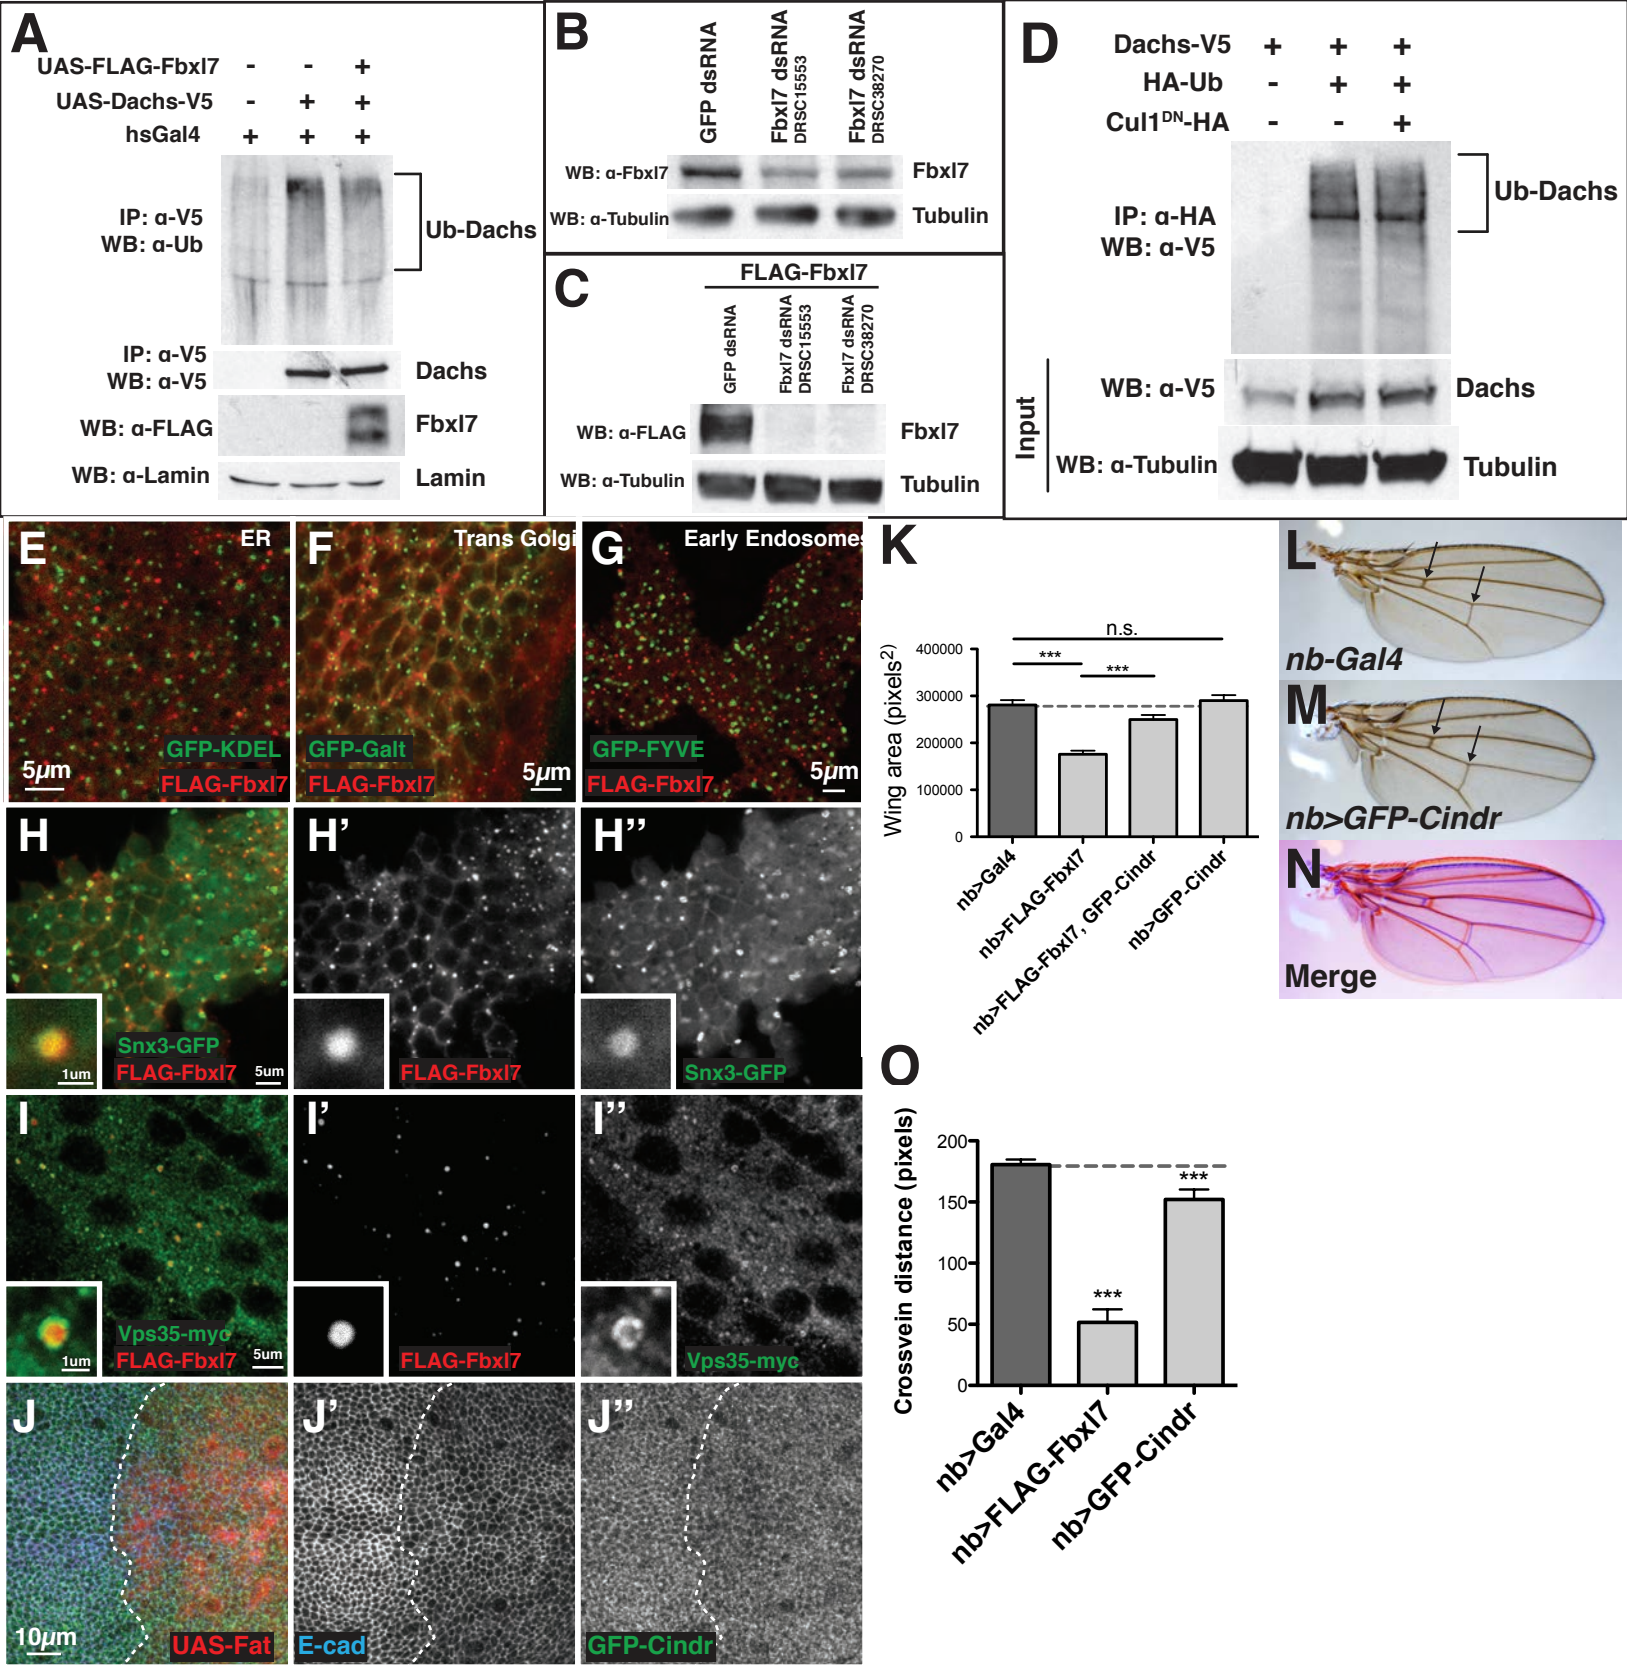 A
UAS-FLAG-Fbxl7 - - +
UAS-Dachs-V5 - + +
hsGal4 + + +
IP: α-V5
WB: α-Ub
Ub-Dachs
IP: α-V5
WB: α-V5
Dachs
WB: α-FLAG
Fbxl7
WB: α-Lamin
Lamin
B
GFP dsRNA
Fbxl7 dsRNA
DRSC15553
Fbxl7 dsRNA
DRSC38270
WB: α-Fbxl7
Fbxl7
WB: α-Tubulin
Tubulin
C
FLAG-Fbxl7
GFP dsRNA
Fbxl7 dsRNA
DRSC15553
Fbxl7 dsRNA
DRSC38270
WB: α-FLAG
Fbxl7
WB: α-Tubulin
Tubulin
D
Dachs-V5 + + +
HA-Ub - + +
Cul1DN-HA - - +
IP: α-HA
WB: α-V5
Ub-Dachs
Input
WB: α-V5
Dachs
WB: α-Tubulin
Tubulin
E
ER
GFP-KDEL
FLAG-Fbxl7
5µm
F
Trans Golgi
GFP-Galt
FLAG-Fbxl7
5µm
G
Early Endosomes
GFP-FYVE
FLAG-Fbxl7
5µm
H
Snx3-GFP
FLAG-Fbxl7
1um
5um
H’
FLAG-Fbxl7
H’’
Snx3-GFP
I
Vps35-myc
FLAG-Fbxl7
1um
5um
I’
FLAG-Fbxl7
I’’
Vps35-myc
J
10µm
UAS-Fat
J’
E-cad
J’’
GFP-Cindr
K
Wing area (pixels2)
400000
300000
200000
100000
0
n.s.
***
***
nb>Gal4
nb>FLAG-Fbxl7
nb>FLAG-Fbxl7, GFP-Cindr
nb>GFP-Cindr
L
nb-Gal4
M
nb>GFP-Cindr
N
Merge
O
Crossvein distance (pixels)
200
150
100
50
0
***
***
nb>Gal4
nb>FLAG-Fbxl7
nb>GFP-Cindr